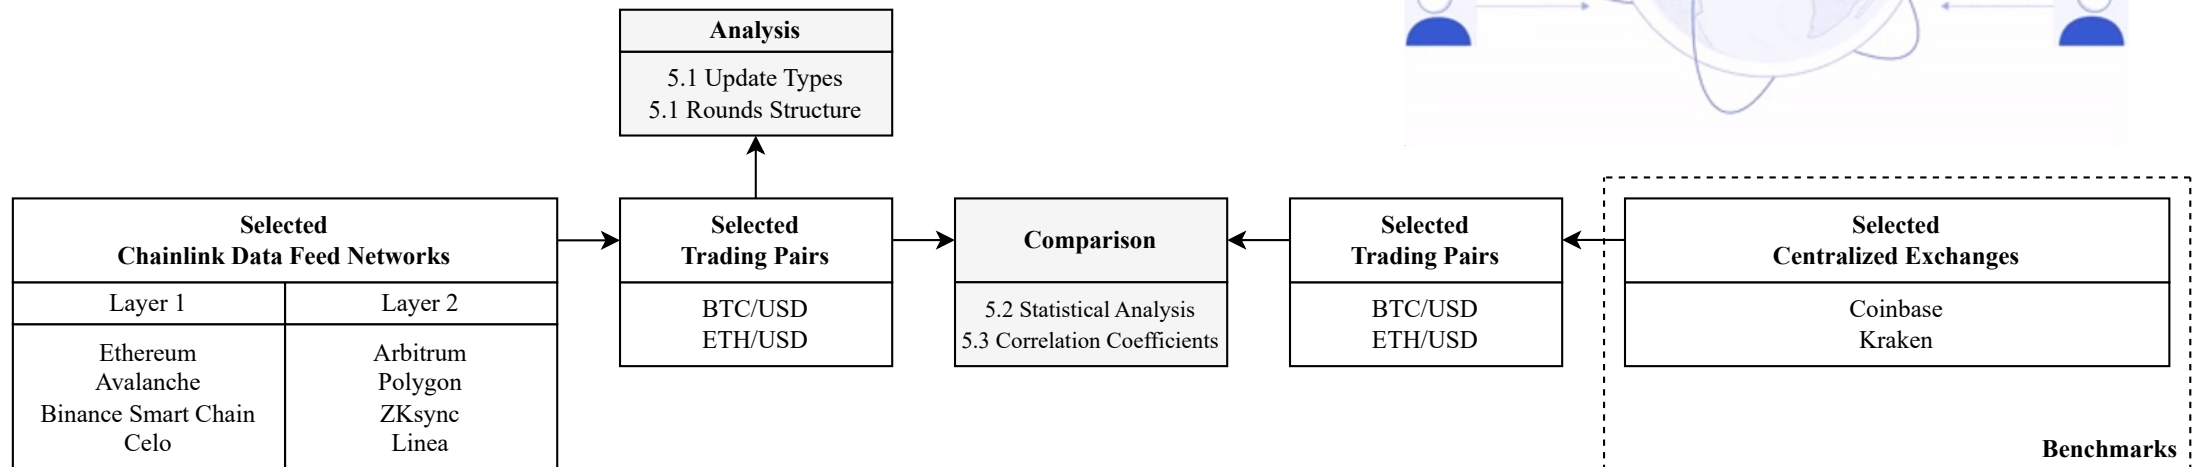 Analysis
5.1 Update Types
5.1 Rounds Structure
Selected
Chainlink Data Feed Networks
Layer 1
Layer 2
Ethereum
Avalanche
Binance Smart Chain
Celo
Arbitrum
Polygon
ZKsync
Linea
Selected
Trading Pairs
BTC/USD
ETH/USD
Comparison
5.2 Statistical Analysis
5.3 Correlation Coefficients
Selected
Trading Pairs
BTC/USD
ETH/USD
Selected
Centralized Exchanges
Coinbase
Kraken
Benchmarks